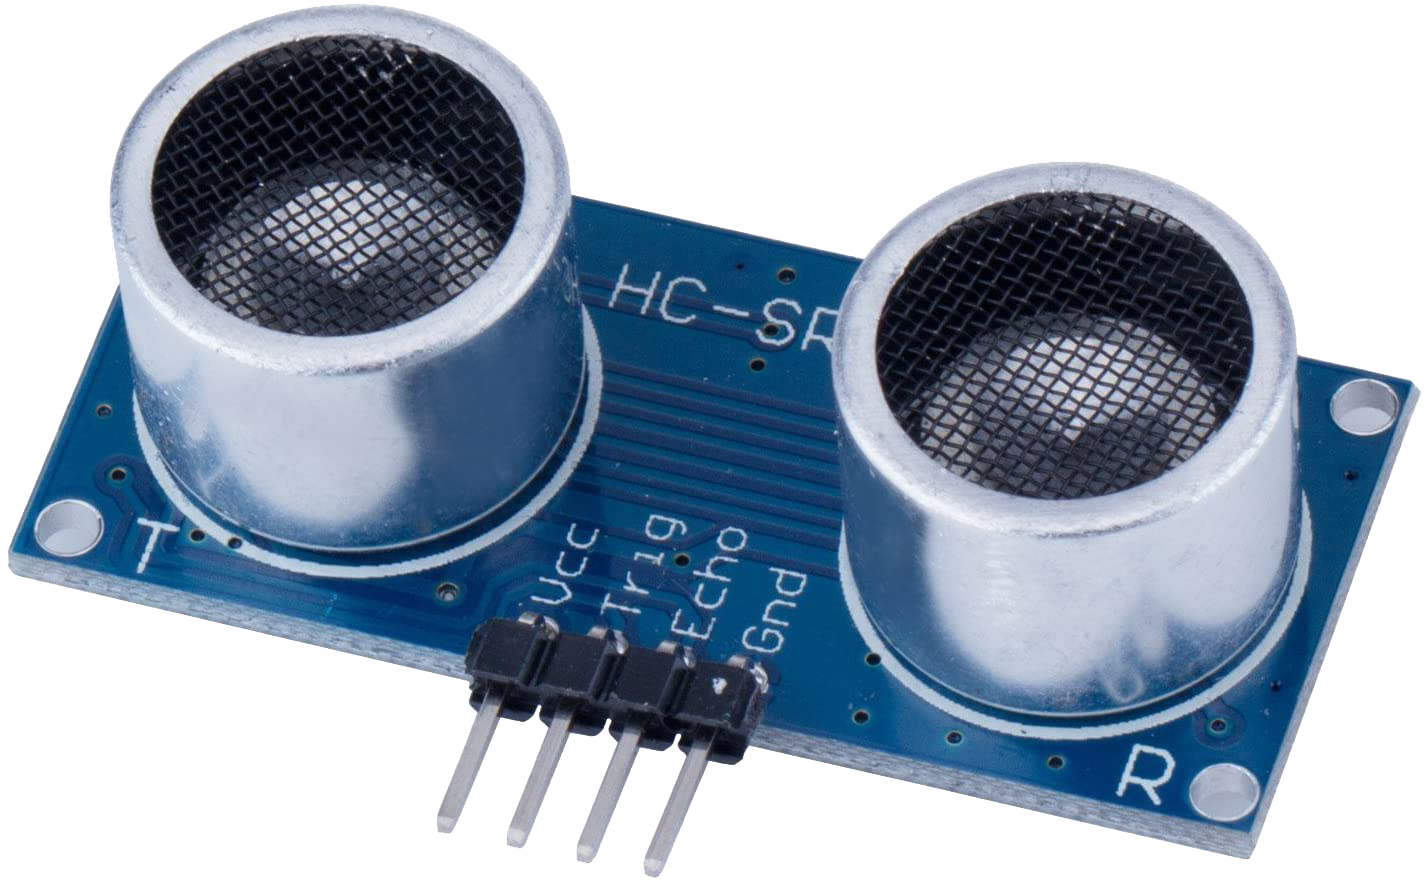 HC-SR
T
Vcc
Trig
Echo
Gnd
R